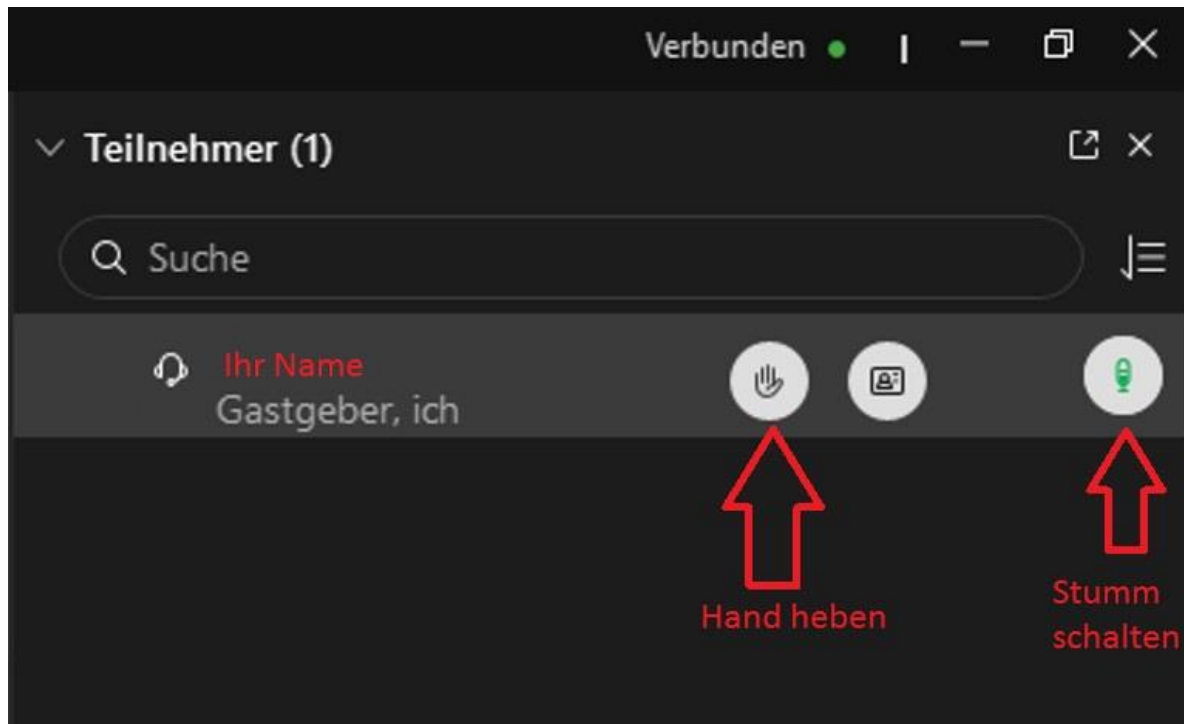 Verbunden
Teilnehmer (1)
Suche
Ihr Name
Gastgeber, ich
Hand heben
Stumm
schalten